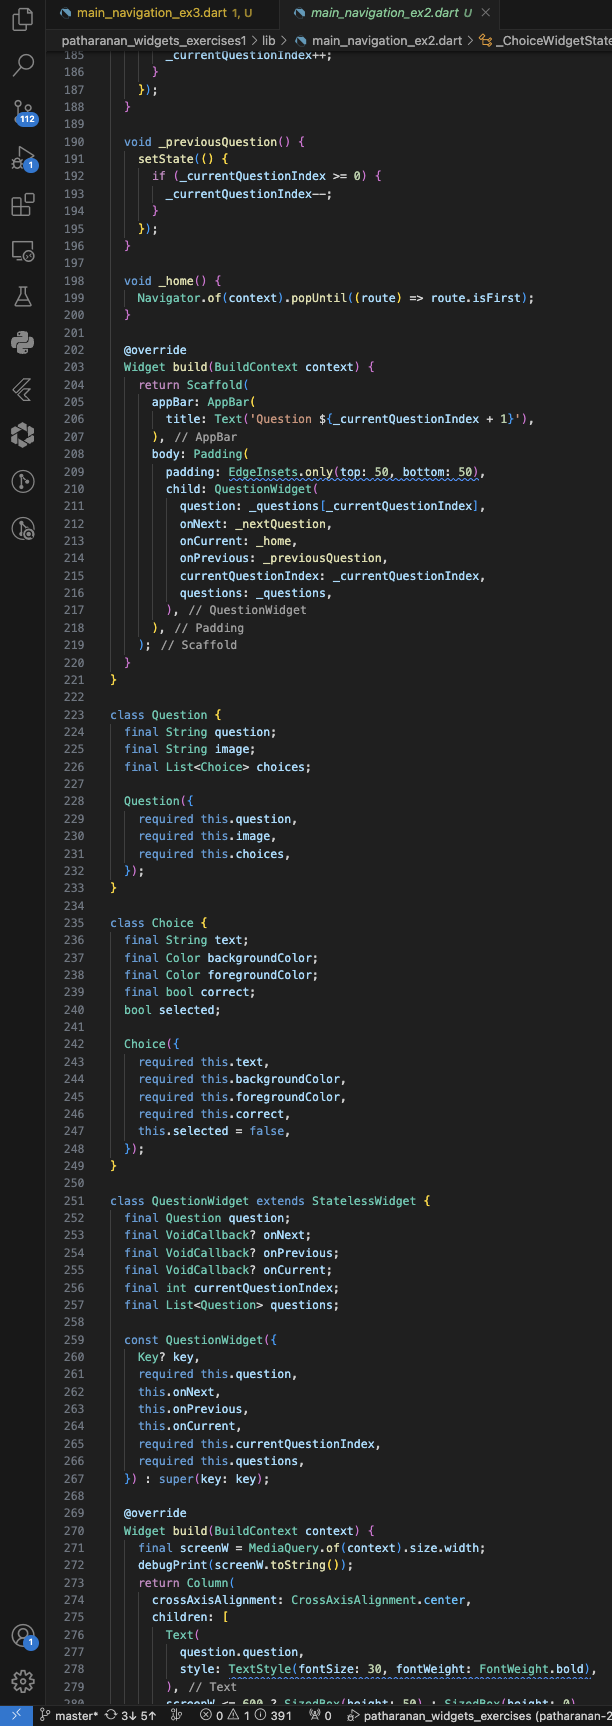 main_navigation_ex3.dart 1, U
main_navigation_ex2.dart U
patharanan_widgets_exercises1 > lib > main_navigation_ex2.dart > _ChoiceWidgetState
185 _currentQuestionIndex++;
186 }
187 });
188 }
189
190 void _previousQuestion() {
191 setState(() {
192 if (_currentQuestionIndex >= 0) {
193 _currentQuestionIndex--;
194 }
195 });
196 }
197
198 void _home() {
199 Navigator.of(context).popUntil((route) => route.isFirst);
200 }
201
202 @override
203 Widget build(BuildContext context) {
204 return Scaffold(
205 appBar: AppBar(
206 title: Text('Question ${_currentQuestionIndex + 1}'),
207 ), // AppBar
208 body: Padding(
209 padding: EdgeInsets.only(top: 50, bottom: 50),
210 child: QuestionWidget(
211 question: _questions[_currentQuestionIndex],
212 onNext: _nextQuestion,
213 onCurrent: _home,
214 onPrevious: _previousQuestion,
215 currentQuestionIndex: _currentQuestionIndex,
216 questions: _questions,
217 ), // QuestionWidget
218 ), // Padding
219 ); // Scaffold
220 }
221 }
222
223 class Question {
224 final String question;
225 final String image;
226 final List<Choice> choices;
227
228 Question({
229 required this.question,
230 required this.image,
231 required this.choices,
232 });
233 }
234
235 class Choice {
236 final String text;
237 final Color backgroundColor;
238 final Color foregroundColor;
239 final bool correct;
240 bool selected;
241
242 Choice({
243 required this.text,
244 required this.backgroundColor,
245 required this.foregroundColor,
246 required this.correct,
247 this.selected = false,
248 });
249 }
250
251 class QuestionWidget extends StatelessWidget {
252 final Question question;
253 final VoidCallback? onNext;
254 final VoidCallback? onPrevious;
255 final VoidCallback? onCurrent;
256 final int currentQuestionIndex;
257 final List<Question> questions;
258
259 const QuestionWidget({
260 Key? key,
261 required this.question,
262 this.onNext,
263 this.onPrevious,
264 this.onCurrent,
265 required this.currentQuestionIndex,
266 required this.questions,
267 }) : super(key: key);
268
269 @override
270 Widget build(BuildContext context) {
271 final screenW = MediaQuery.of(context).size.width;
272 debugPrint(screenW.toString());
273 return Column(
274 crossAxisAlignment: CrossAxisAlignment.center,
275 children: [
276 Text(
277 question.question,
278 style: TextStyle(fontSize: 30, fontWeight: FontWeight.bold),
279 ), // Text
280 screenW <= 600 ? SizedBox(height: 50) : SizedBox(height: 0)
112
1
1
master* 3↓ 5↑ 0 1 391 0 patharanan_widgets_exercises (patharanan-2